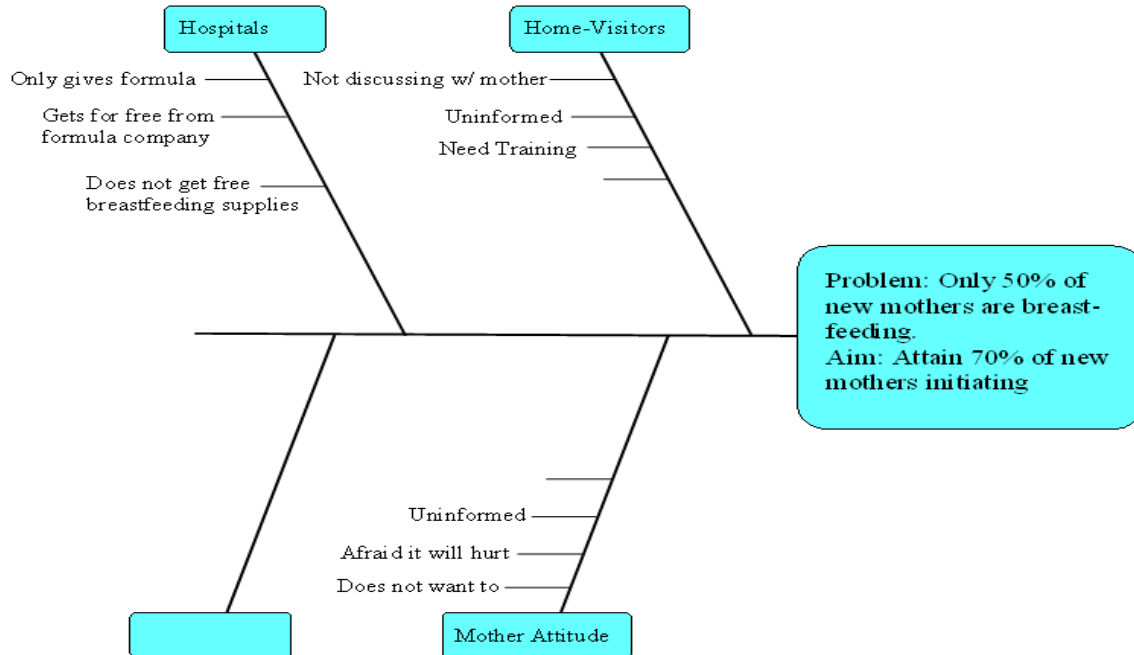 Hospitals
Home-Visitors
Only gives formula
Gets for free from
formula company
Does not get free
breastfeeding supplies
Not discussing w/ mother
Uninformed
Need Training
Problem: Only 50% of
new mothers are breast-
feeding.
Aim: Attain 70% of new
mothers initiating
Uninformed
Afraid it will hurt
Does not want to
Mother Attitude